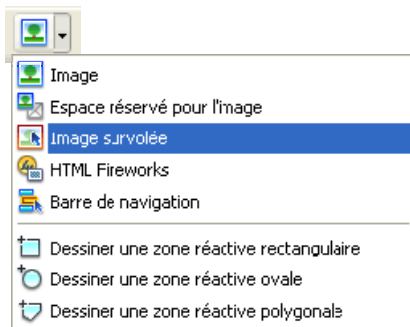 Image
Espace réservé pour l'image
Image survolée
HTML Fireworks
Barre de navigation
Dessiner une zone réactive rectangulaire
Dessiner une zone réactive ovale
Dessiner une zone réactive polygonale